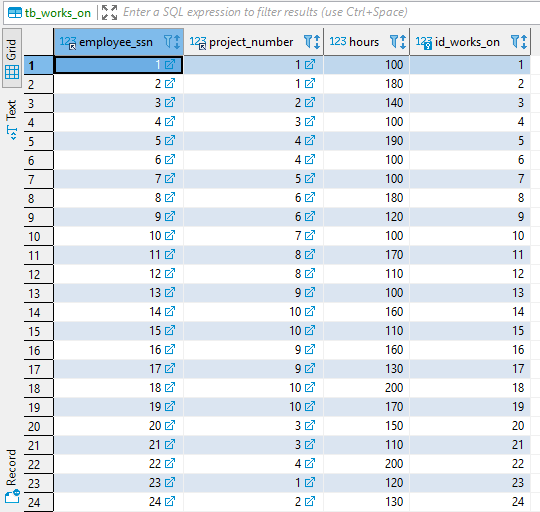 tb_works_on Enter a SQL expression to filter results (use Ctrl+Space)
Grid
Text
Record
123 employee_ssn 123 project_number 123 hours 123 id_works_on
1 1 1 100 1
2 2 1 180 2
3 3 2 140 3
4 4 3 100 4
5 5 4 190 5
6 6 4 100 6
7 7 5 100 7
8 8 6 180 8
9 9 6 120 9
10 10 7 100 10
11 11 8 170 11
12 12 8 110 12
13 13 9 100 13
14 14 10 160 14
15 15 10 110 15
16 16 9 160 16
17 17 9 130 17
18 18 10 200 18
19 19 10 170 19
20 20 3 150 20
21 21 3 110 21
22 22 4 200 22
23 23 1 120 23
24 24 2 130 24